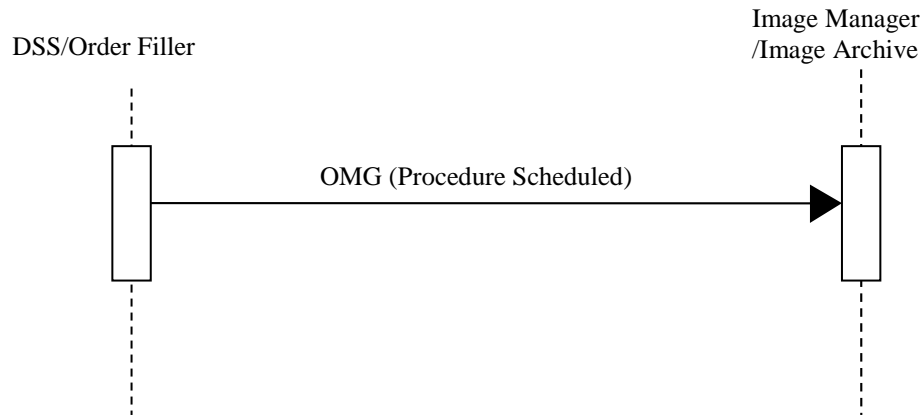 DSS/Order Filler
Image Manager
/Image Archive
OMG (Procedure Scheduled)